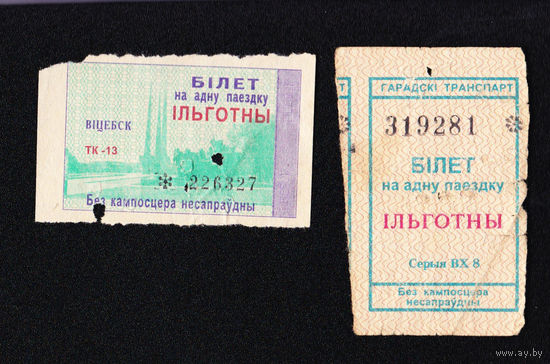 БІЛЕТ
на адну паездку
ІЛЬГОТНЫ
ВІЦЕБСК
ТК -13
226327
Без кампосцера несапраўдны
ГАРАДСКІ ТРАНСПАРТ
319281
БІЛЕТ
на адну паездку
ІЛЬГОТНЫ
Серыя ВХ 8
Без кампосцера
несапраўдны
www.ay.by